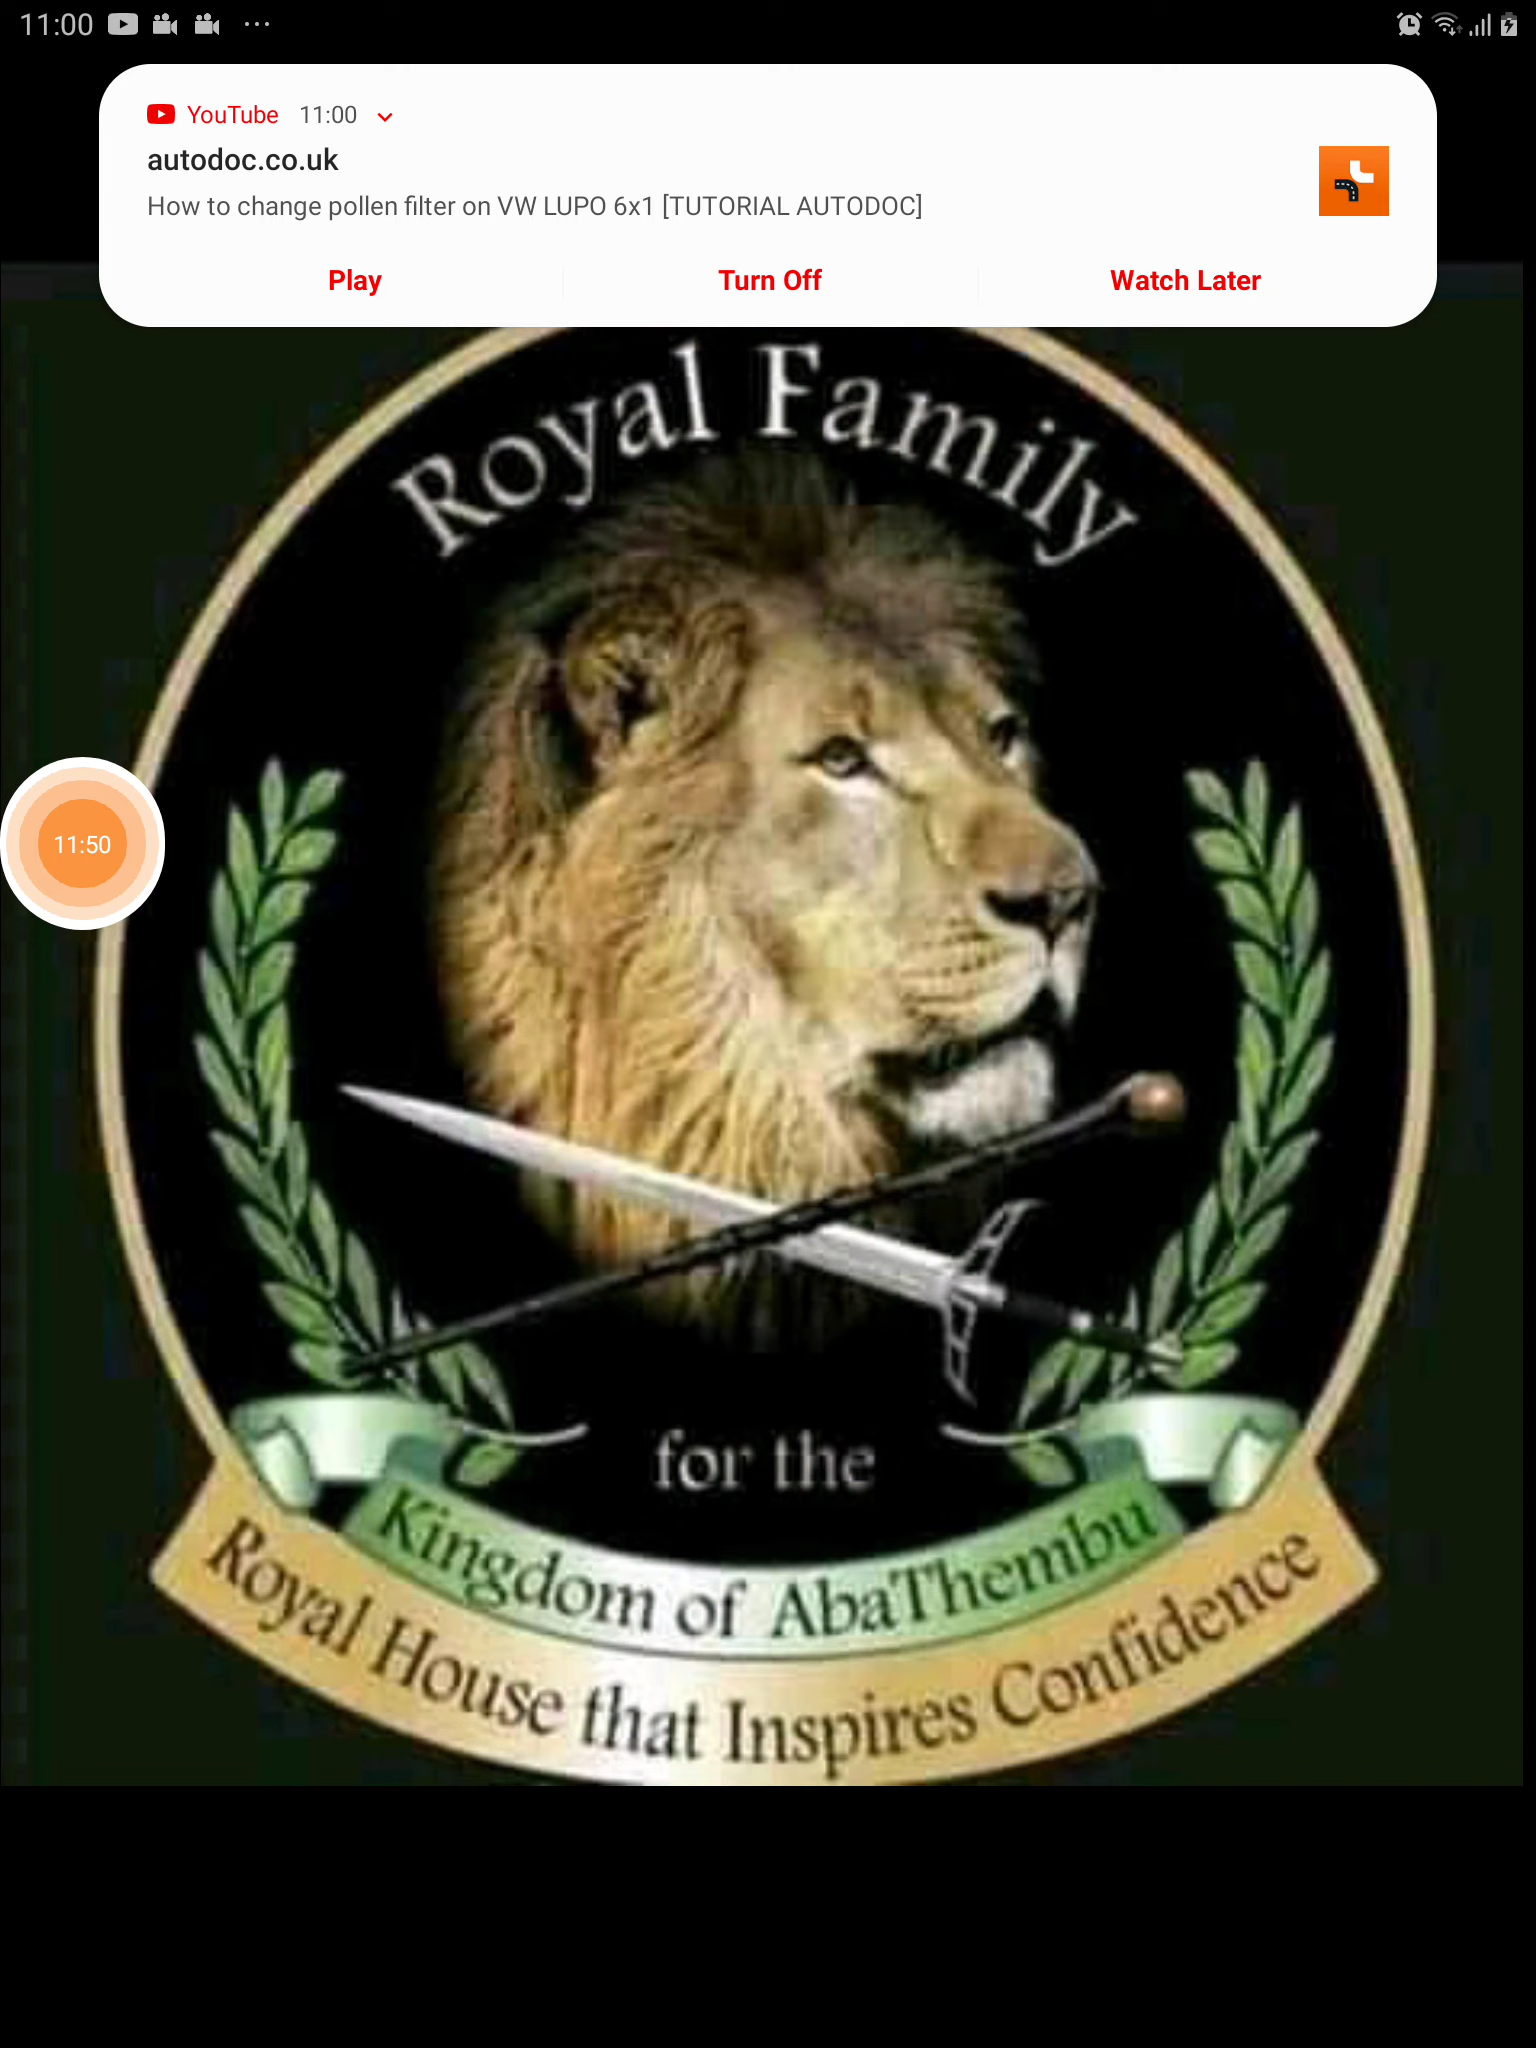 11:00
YouTube 11:00
autodoc.co.uk
How to change pollen filter on VW LUPO 6x1 [TUTORIAL AUTODOC]
Play Turn Off Watch Later
Royal Family
11:50
for the
Kingdom of AbaThembu
Royal House that Inspires Confidence